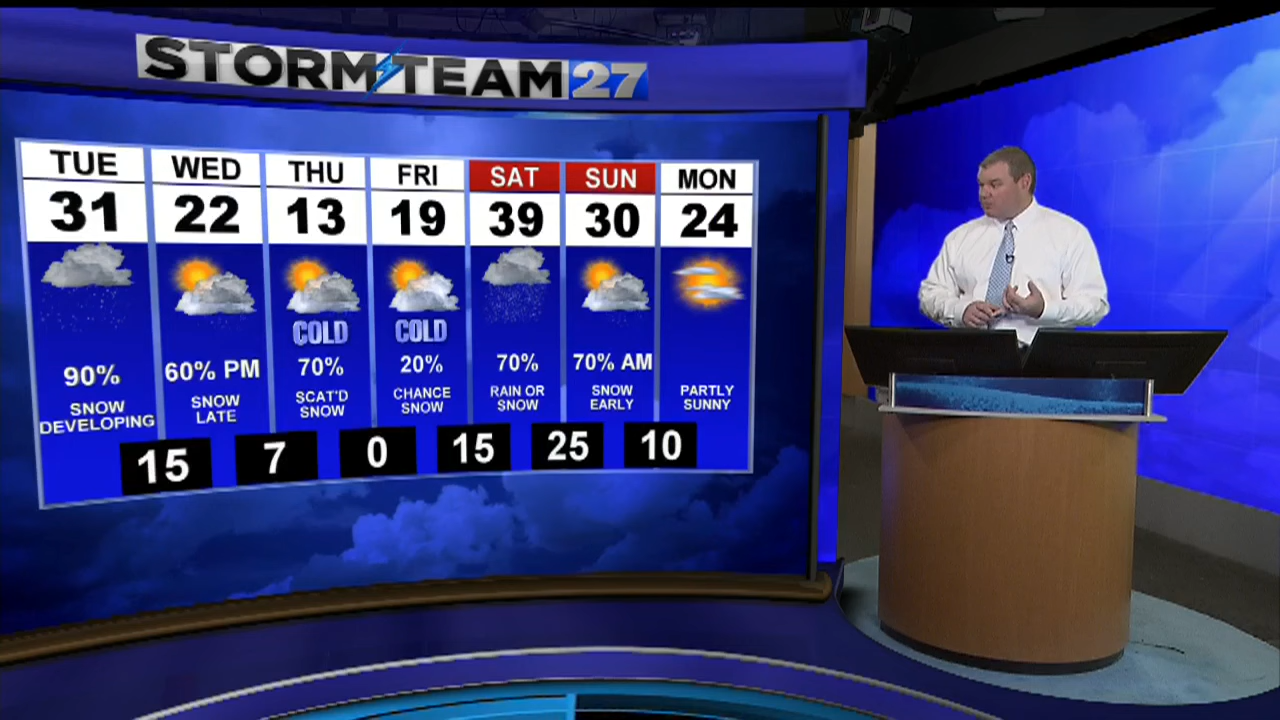 STORM TEAM 27
TUE WED THU FRI SAT SUN MON
31 22 13 19 39 30 24
COLD COLD
90% 60% PM 70% 20% 70% 70% AM
SNOW DEVELOPING
SNOW LATE
SCAT'D SNOW
CHANCE SNOW
RAIN OR SNOW
SNOW EARLY
PARTLY SUNNY
15 7 0 15 25 10